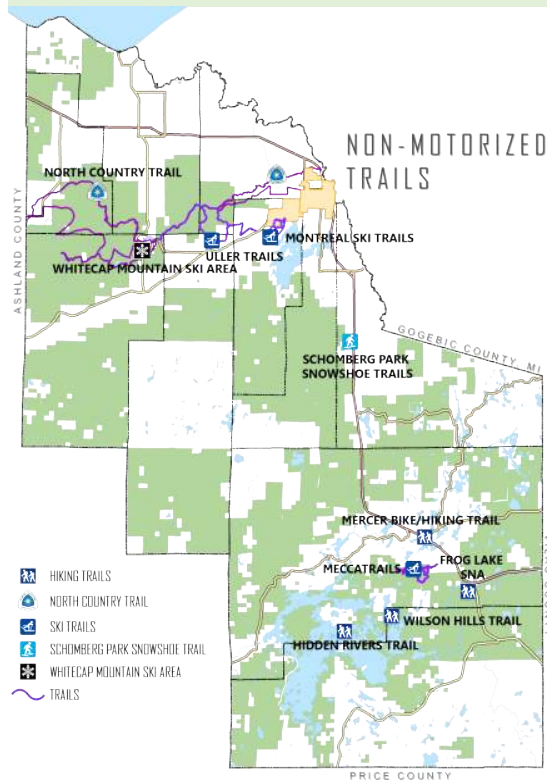 NON-MOTORIZED
TRAILS
NORTH COUNTRY TRAIL
ASHLAND COUNTY
MONTREAL SKI TRAILS
ULLER TRAILS
WHITECAP MOUNTAIN SKI AREA
GOGEBIC COUNTY, MI
SCHOMBERG PARK
SNOWSHOE TRAILS
MERCER BIKE/HIKING TRAIL
MECCATRAILS
FROG LAKE
SNA
WILSON HILLS TRAIL
HIDDEN RIVERS TRAIL
HIKING TRAILS
NORTH COUNTRY TRAIL
SKI TRAILS
SCHOMBERG PARK SNOWSHOE TRAIL
WHITECAP MOUNTAIN SKI AREA
TRAILS
PRICE COUNTY